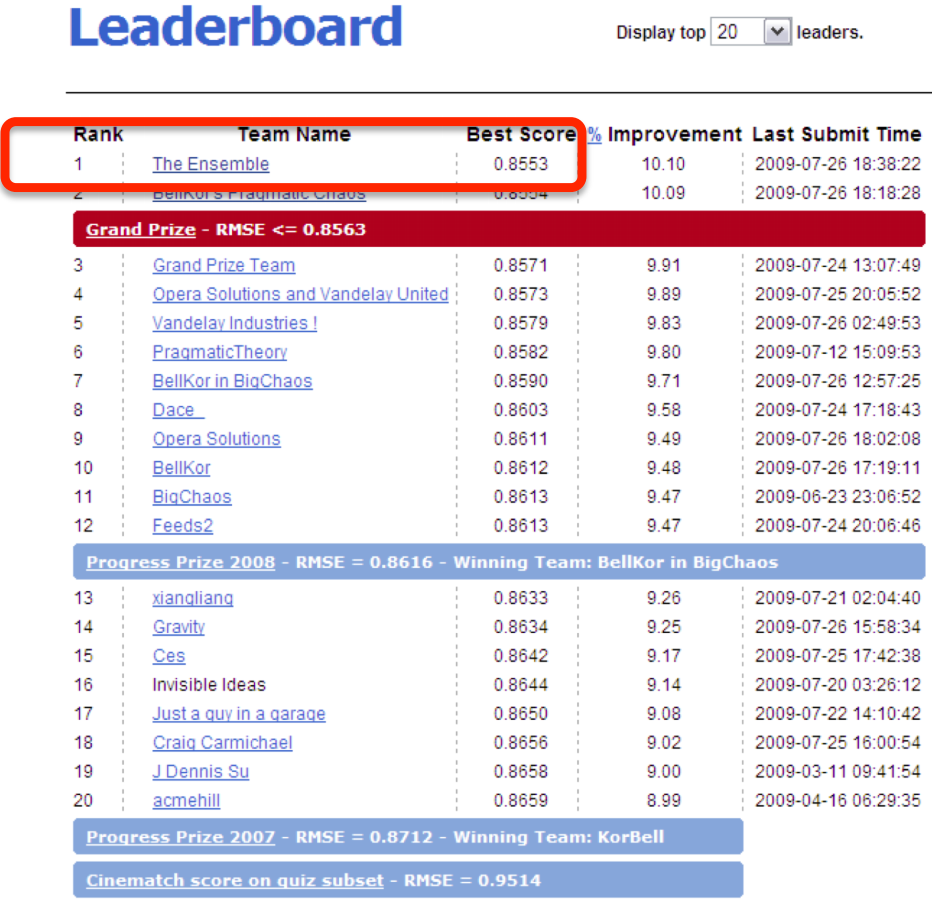 Leaderboard
Display top 20 leaders.
Rank Team Name Best Score % Improvement Last Submit Time
1 The Ensemble 0.8553 10.10 2009-07-26 18:38:22
2 BellKor's Pragmatic Chaos 0.8554 10.09 2009-07-26 18:18:28
Grand Prize - RMSE <= 0.8563
3 Grand Prize Team 0.8571 9.91 2009-07-24 13:07:49
4 Opera Solutions and Vandelay United 0.8573 9.89 2009-07-25 20:05:52
5 Vandelay Industries ! 0.8579 9.83 2009-07-26 02:49:53
6 PragmaticTheory 0.8582 9.80 2009-07-12 15:09:53
7 BellKor in BigChaos 0.8590 9.71 2009-07-26 12:57:25
8 Dace_ 0.8603 9.58 2009-07-24 17:18:43
9 Opera Solutions 0.8611 9.49 2009-07-26 18:02:08
10 BellKor 0.8612 9.48 2009-07-26 17:19:11
11 BigChaos 0.8613 9.47 2009-06-23 23:06:52
12 Feeds2 0.8613 9.47 2009-07-24 20:06:46
Progress Prize 2008 - RMSE = 0.8616 - Winning Team: BellKor in BigChaos
13 xiangliang 0.8633 9.26 2009-07-21 02:04:40
14 Gravity 0.8634 9.25 2009-07-26 15:58:34
15 Ces 0.8642 9.17 2009-07-25 17:42:38
16 Invisible Ideas 0.8644 9.14 2009-07-20 03:26:12
17 Just a guy in a garage 0.8650 9.08 2009-07-22 14:10:42
18 Craig Carmichael 0.8656 9.02 2009-07-25 16:00:54
19 J Dennis Su 0.8658 9.00 2009-03-11 09:41:54
20 acmehill 0.8659 8.99 2009-04-16 06:29:35
Progress Prize 2007 - RMSE = 0.8712 - Winning Team: KorBell
Cinematch score on quiz subset - RMSE = 0.9514